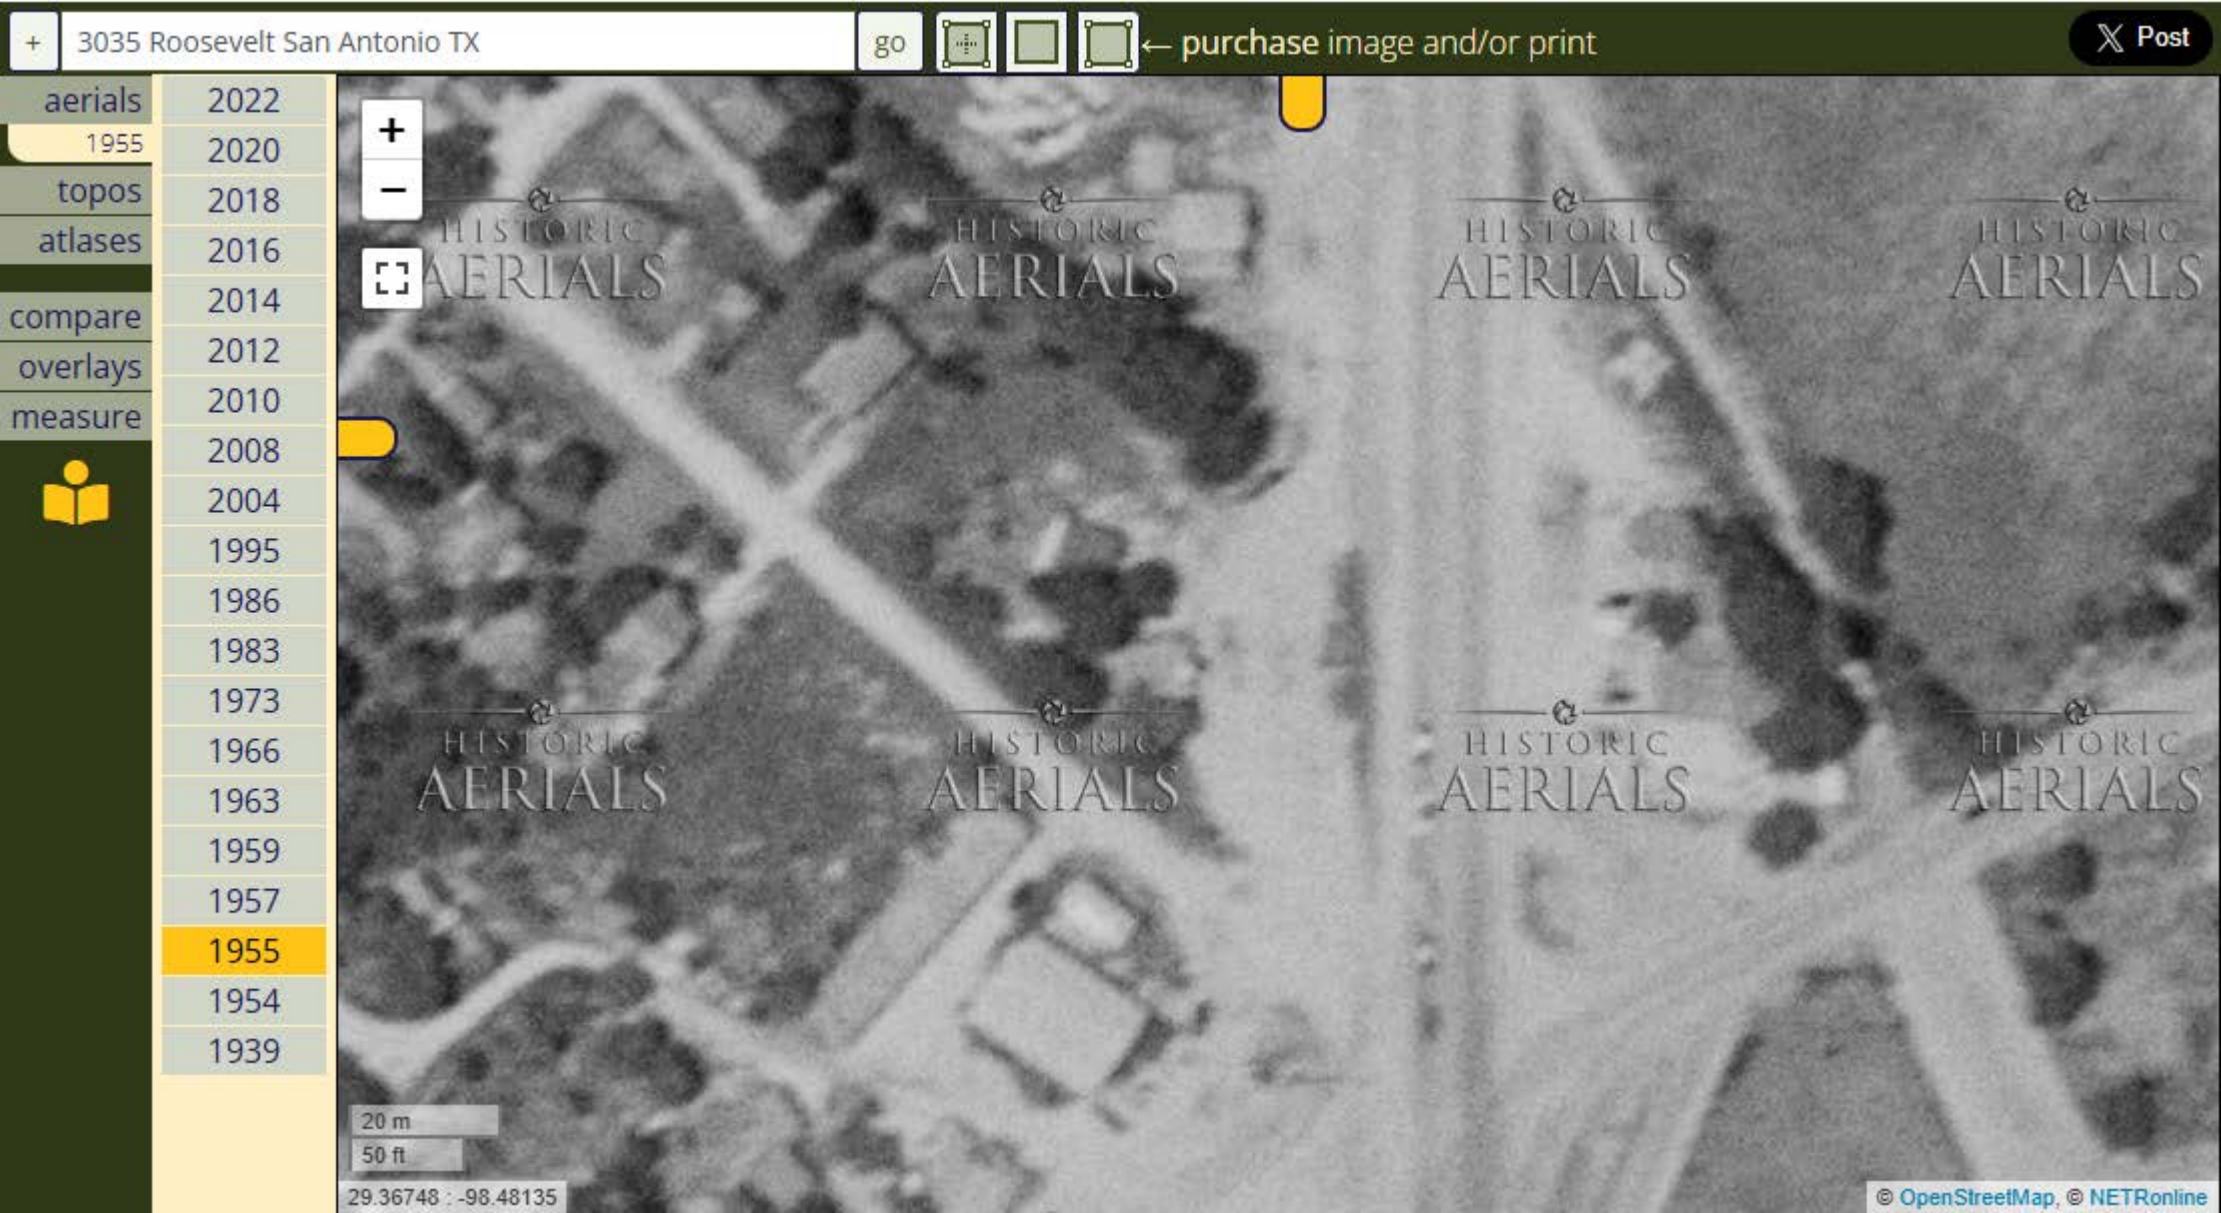 + 3035 Roosevelt San Antonio TX go ← purchase image and/or print X Post
aerials
1955
topos
atlases
compare
overlays
measure
2022
2020
2018
2016
2014
2012
2010
2008
2004
1995
1986
1983
1973
1966
1963
1959
1957
1955
1954
1939
+
−
HISTORIC
AERIALS
HISTORIC
AERIALS
HISTORIC
AERIALS
HISTORIC
AERIALS
HISTORIC
AERIALS
HISTORIC
AERIALS
HISTORIC
AERIALS
HISTORIC
AERIALS
20 m
50 ft
29.36748 : -98.48135
© OpenStreetMap, © NETRonline